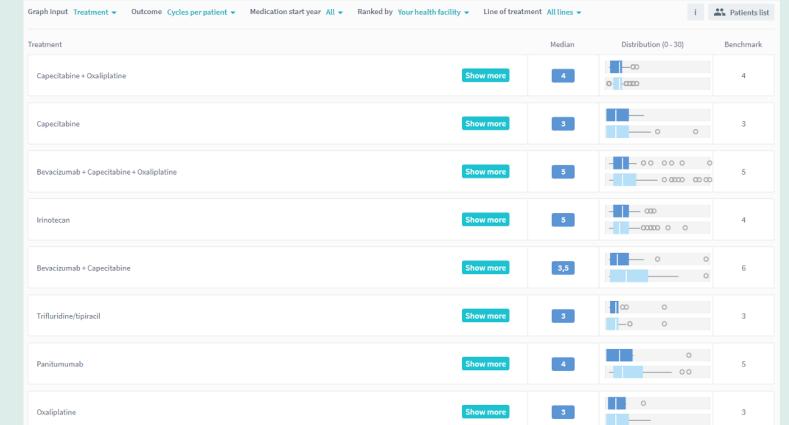 Graph Input Treatment Outcome Cycles per patient Medication start year All Ranked by Your health facility Line of treatment All lines i Patients list
Treatment Median Distribution (0 - 30) Benchmark
Capecitabine + Oxaliplatine Show more 4 4
Capecitabine Show more 3 3
Bevacizumab + Capecitabine + Oxaliplatine Show more 5 5
Irinotecan Show more 5 4
Bevacizumab + Capecitabine Show more 3,5 6
Trifluridine/tipiracil Show more 3 3
Panitumumab Show more 4 5
Oxaliplatine Show more 3 3